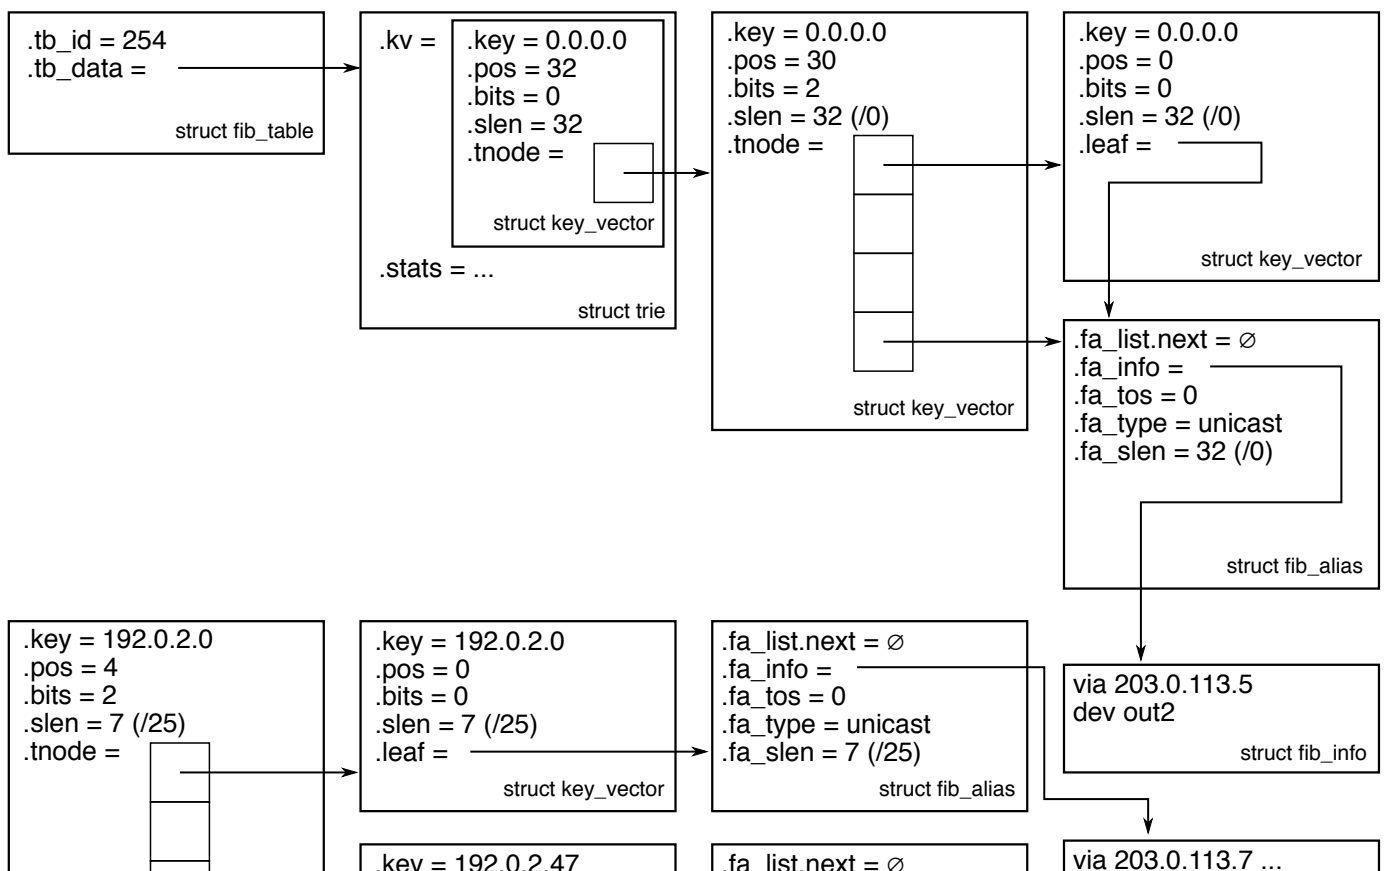 .tb_id = 254
.tb_data =
struct fib_table
.kv =
.key = 0.0.0.0
.pos = 32
.bits = 0
.slen = 32
.tnode =
struct key_vector
.stats = ...
struct trie
.key = 0.0.0.0
.pos = 30
.bits = 2
.slen = 32 (/0)
.tnode =
struct key_vector
.key = 0.0.0.0
.pos = 0
.bits = 0
.slen = 32 (/0)
.leaf =
struct key_vector
.fa_list.next = ∅
.fa_info =
.fa_tos = 0
.fa_type = unicast
.fa_slen = 32 (/0)
struct fib_alias
.key = 192.0.2.0
.pos = 4
.bits = 2
.slen = 7 (/25)
.tnode =
.key = 192.0.2.0
.pos = 0
.bits = 0
.slen = 7 (/25)
.leaf =
struct key_vector
.fa_list.next = ∅
.fa_info =
.fa_tos = 0
.fa_type = unicast
.fa_slen = 7 (/25)
struct fib_alias
via 203.0.113.5
dev out2
struct fib_info
.key = 192.0.2.47
.fa_list.next = ∅
via 203.0.113.7 ...